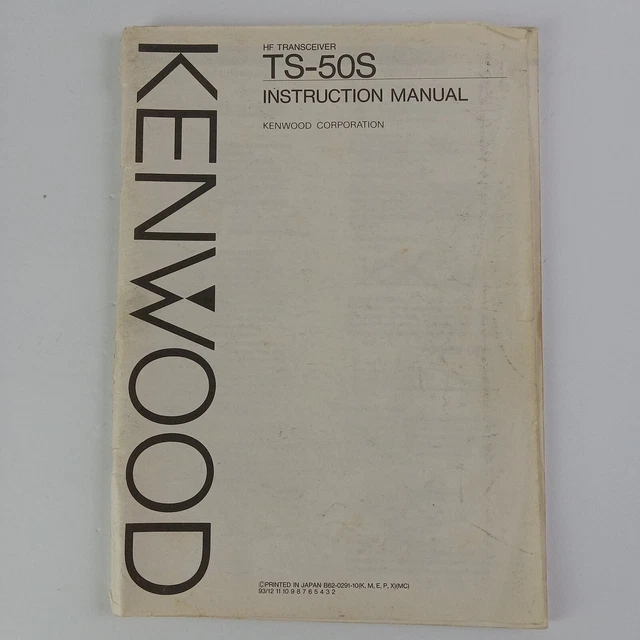 KENWOOD
HF TRANSCEIVER
TS-50S
INSTRUCTION MANUAL
KENWOOD CORPORATION
©PRINTED IN JAPAN B62-0291-10(K, M, E, P, X)(MC)
93/12 11 10 9 8 7 6 5 4 3 2